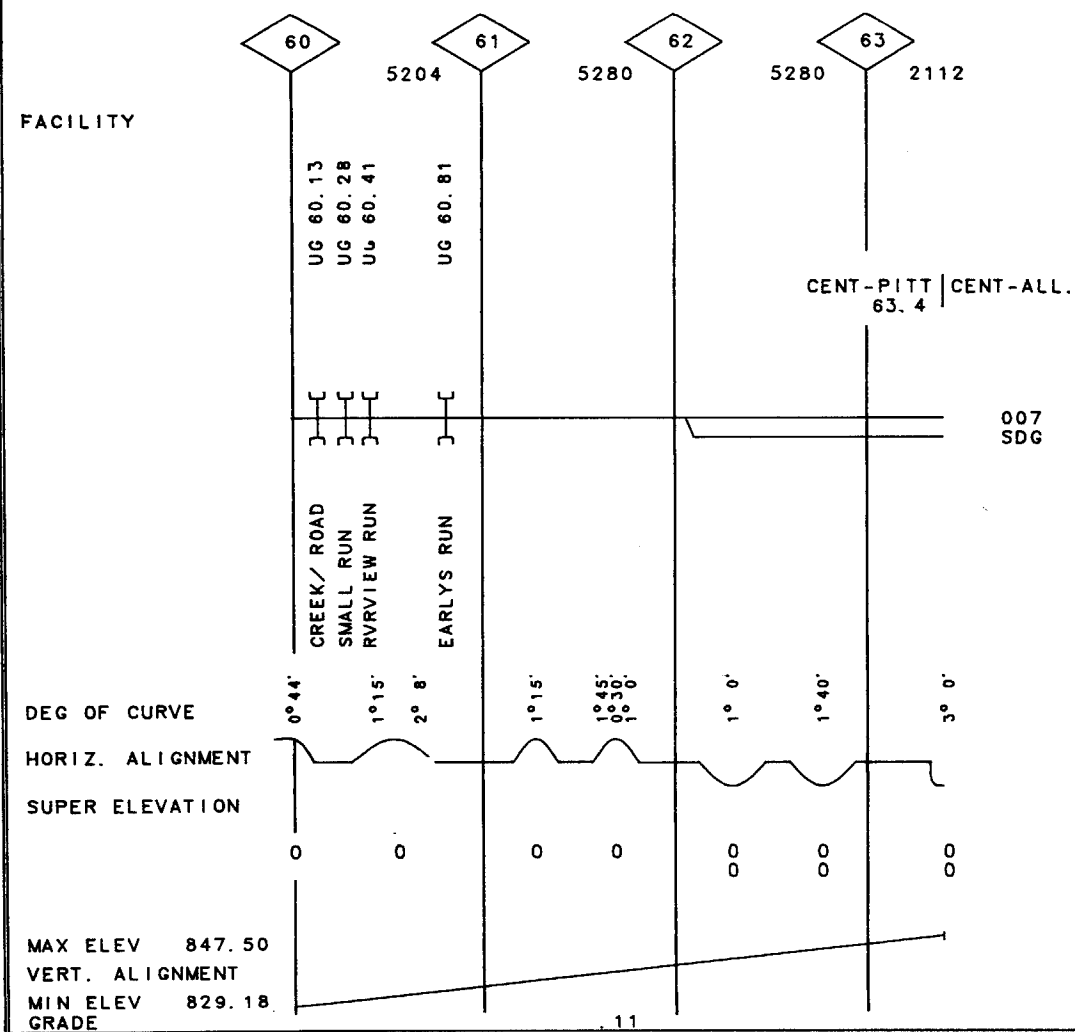 60 61 62 63
5204 5280 5280 2112
FACILITY
UG 60.13
UG 60.28
UG 60.41
UG 60.81
CENT-PITT CENT-ALL.
63.4
007
SDG
CREEK/ ROAD
SMALL RUN
RVRVIEW RUN
EARLYS RUN
DEG OF CURVE
0°44'
1°15'
2° 8'
1°15'
1°45'
0°30'
1° 0'
1° 0'
1°40'
3° 0'
HORIZ. ALIGNMENT
SUPER ELEVATION
0 0 0 0 0 0 0
0 0 0
MAX ELEV 847.50
VERT. ALIGNMENT
MIN ELEV 829.18
GRADE .11